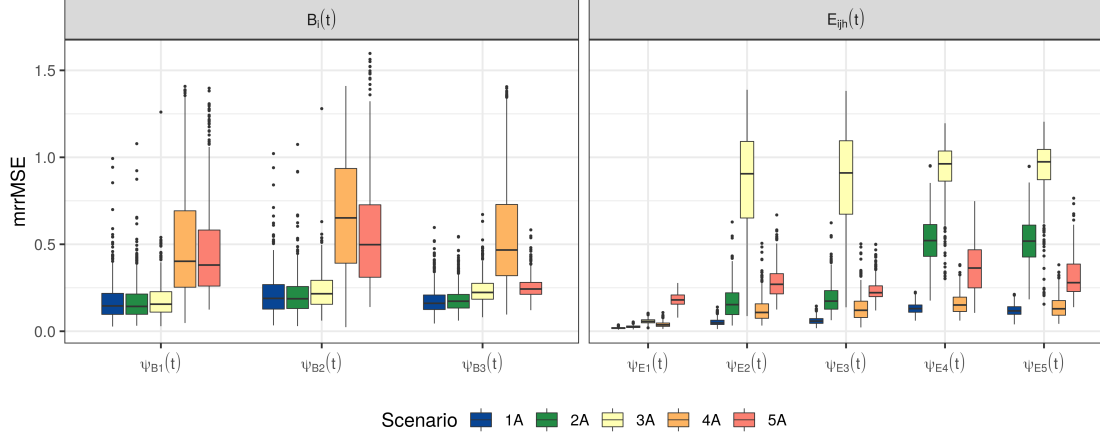 Bᵢ(t)
Eᵢⱼₕ(t)
mrrMSE
1.5
1.0
0.5
0.0
ψB1(t)
ψB2(t)
ψB3(t)
ψE1(t)
ψE2(t)
ψE3(t)
ψE4(t)
ψE5(t)
Scenario 1A 2A 3A 4A 5A